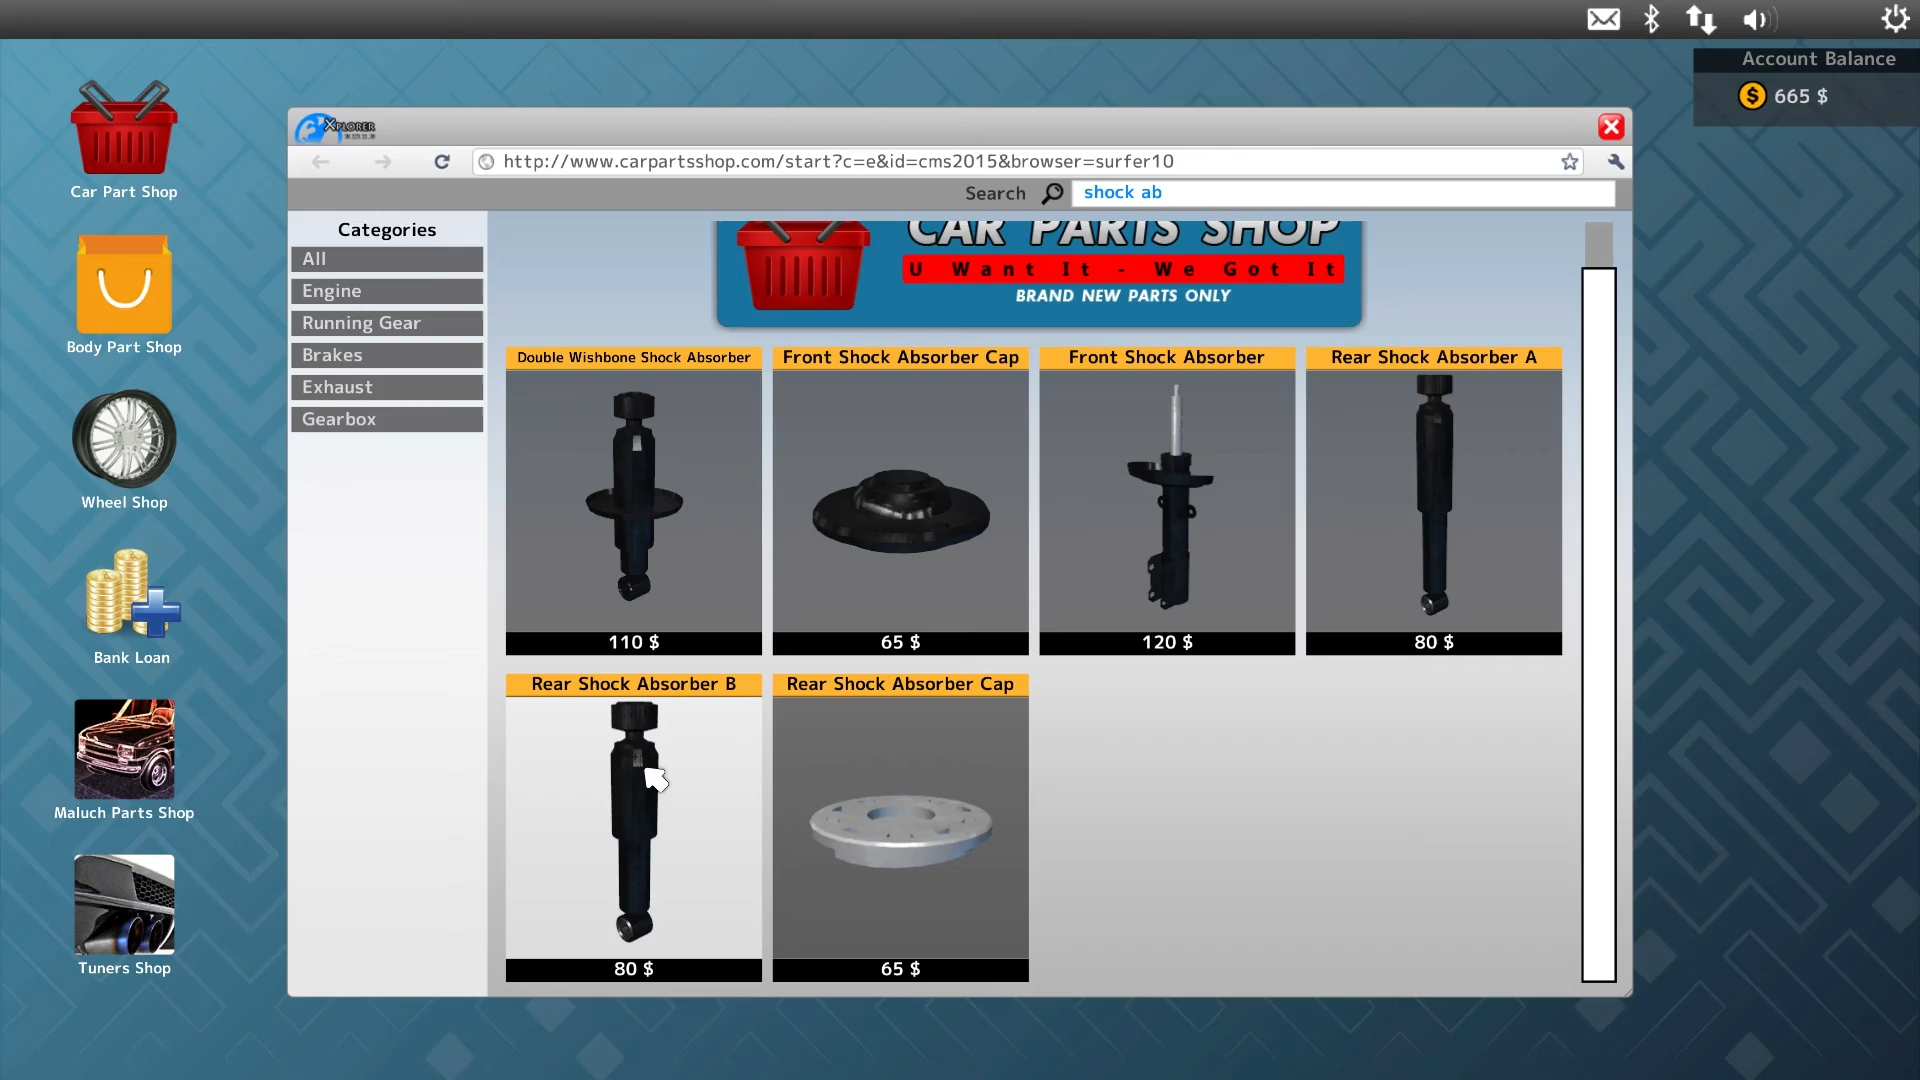 Account Balance
665 $
Car Part Shop
Body Part Shop
Wheel Shop
Bank Loan
Maluch Parts Shop
Tuners Shop
XPLORER
http://www.carpartsshop.com/start?c=e&id=cms2015&browser=surfer10
Search shock ab
Categories
All
Engine
Running Gear
Brakes
Exhaust
Gearbox
CAR PARTS SHOP
U Want It - We Got It
BRAND NEW PARTS ONLY
Double Wishbone Shock Absorber
110 $
Front Shock Absorber Cap
65 $
Front Shock Absorber
120 $
Rear Shock Absorber A
80 $
Rear Shock Absorber B
80 $
Rear Shock Absorber Cap
65 $